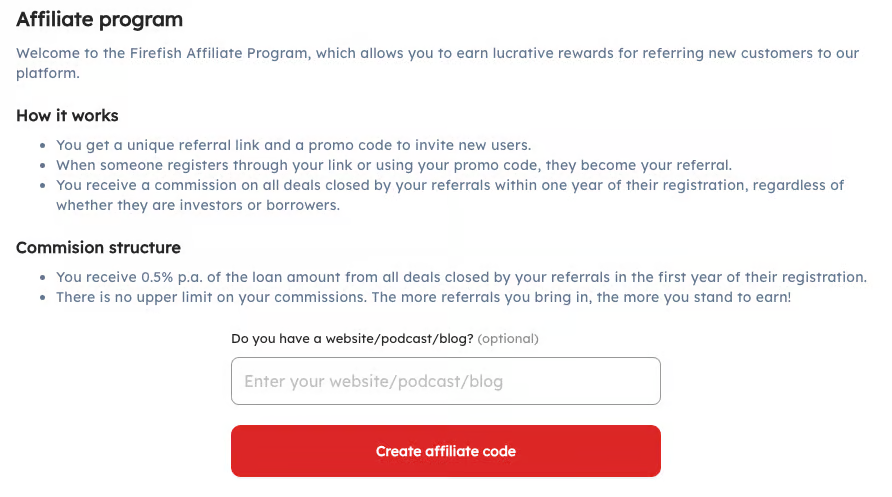 Affiliate program
Welcome to the Firefish Affiliate Program, which allows you to earn lucrative rewards for referring new customers to our
platform.
How it works
• You get a unique referral link and a promo code to invite new users.
• When someone registers through your link or using your promo code, they become your referral.
• You receive a commission on all deals closed by your referrals within one year of their registration, regardless of
whether they are investors or borrowers.
Commision structure
• You receive 0.5% p.a. of the loan amount from all deals closed by your referrals in the first year of their registration.
• There is no upper limit on your commissions. The more referrals you bring in, the more you stand to earn!
Do you have a website/podcast/blog? (optional)
Enter your website/podcast/blog
Create affiliate code